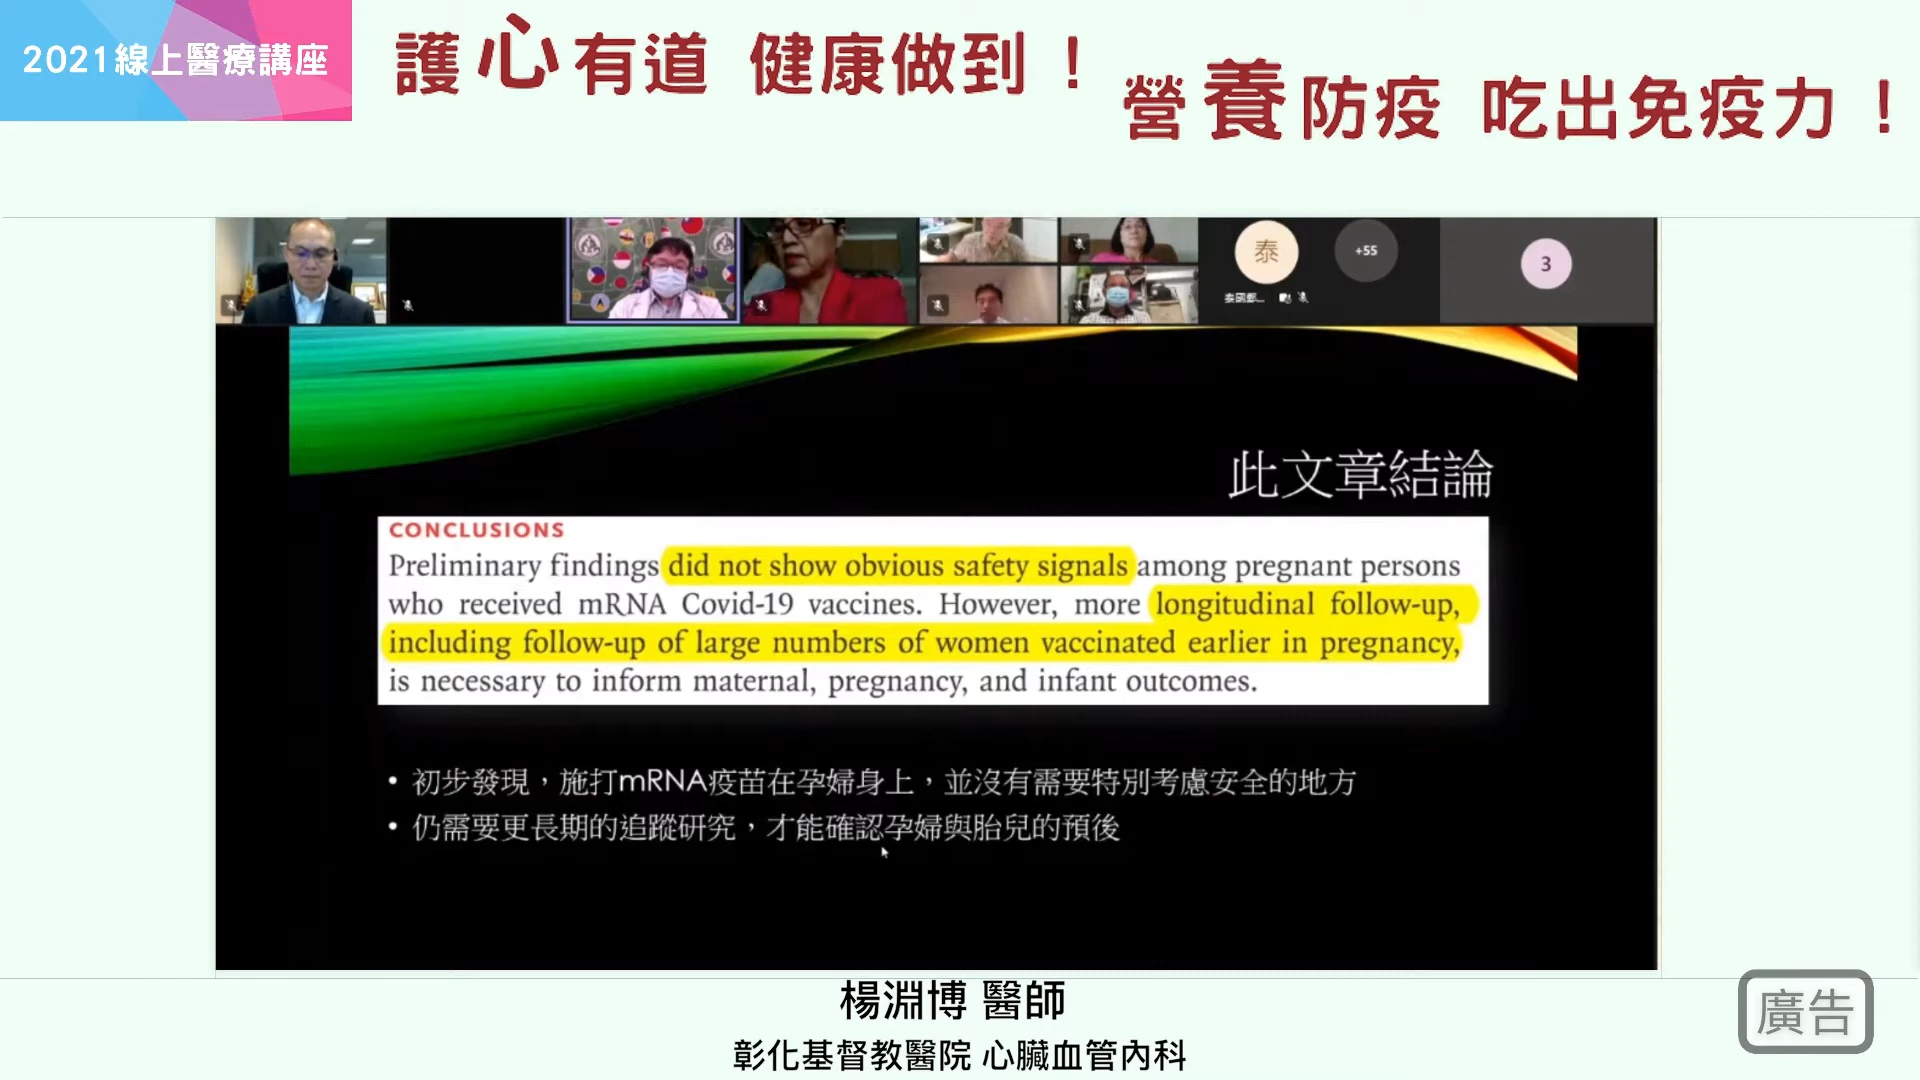 2021線上醫療講座
護心有道 健康做到！
營養防疫 吃出免疫力！
泰
+55
3
此文章結論
CONCLUSIONS
Preliminary findings did not show obvious safety signals among pregnant persons
who received mRNA Covid-19 vaccines. However, more longitudinal follow-up,
including follow-up of large numbers of women vaccinated earlier in pregnancy,
is necessary to inform maternal, pregnancy, and infant outcomes.
• 初步發現，施打mRNA疫苗在孕婦身上，並沒有需要特別考慮安全的地方
• 仍需要更長期的追蹤研究，才能確認孕婦與胎兒的預後
楊淵博 醫師
彰化基督教醫院 心臟血管內科
廣告